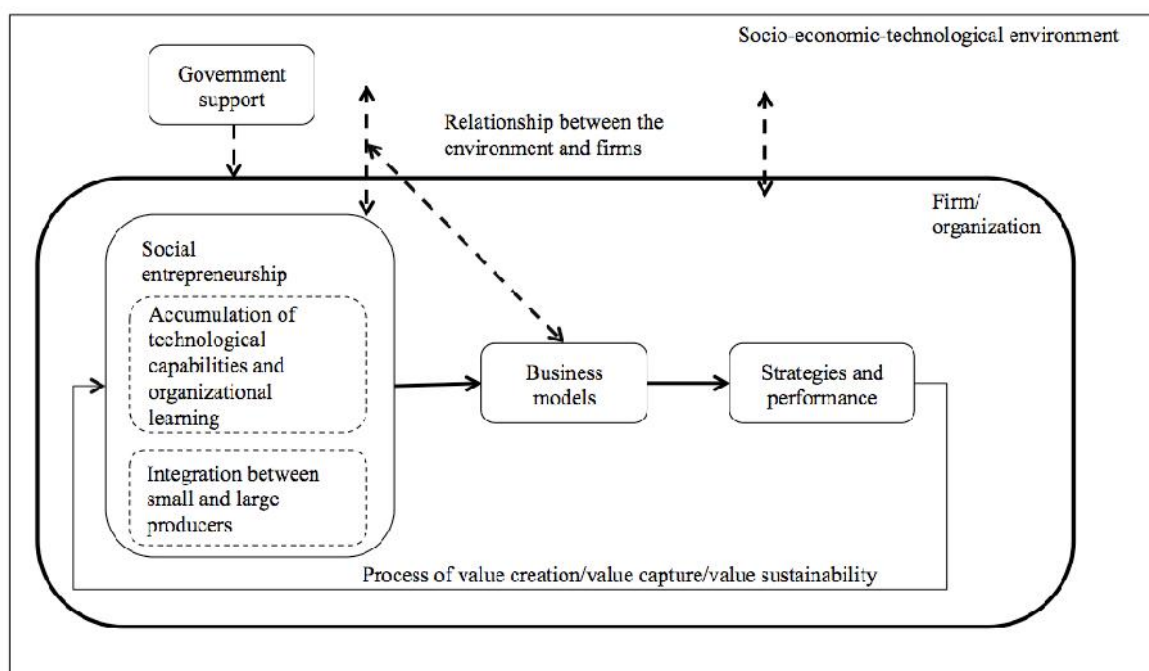 Socio-economic-technological environment
Government
support
Relationship between the
environment and firms
Firm/
organization
Social
entrepreneurship
Accumulation of
technological
capabilities and
organizational
learning
Integration between
small and large
producers
Business
models
Strategies and
performance
Process of value creation/value capture/value sustainability